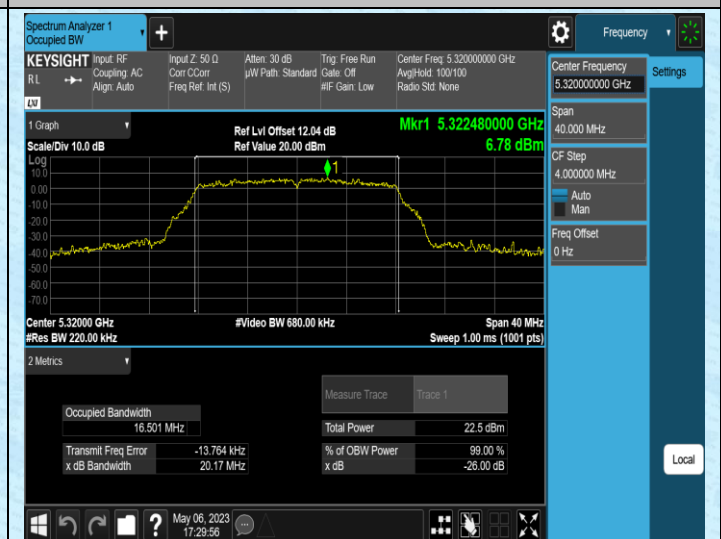 Spectrum Analyzer 1
Occupied BW
Frequency
KEYSIGHT
R L
LXI
Input: RF
Coupling: AC
Align: Auto
Input Z: 50 Ω
Corr CCorr
Freq Ref: Int (S)
Atten: 30 dB
µW Path: Standard
Trig: Free Run
Gate: Off
#IF Gain: Low
Center Freq: 5.320000000 GHz
Avg|Hold: 100/100
Radio Std: None
Center Frequency
5.320000000 GHz
Settings
Span
40.000 MHz
CF Step
4.000000 MHz
Auto
Man
Freq Offset
0 Hz
1 Graph
Scale/Div 10.0 dB
Ref Lvl Offset 12.04 dB
Ref Value 20.00 dBm
Mkr1 5.322480000 GHz
6.78 dBm
Log
10.0
0.00
-10.0
-20.0
-30.0
-40.0
-50.0
-60.0
-70.0
1
Center 5.32000 GHz
#Res BW 220.00 kHz
#Video BW 680.00 kHz
Span 40 MHz
Sweep 1.00 ms (1001 pts)
2 Metrics
Measure Trace
Trace 1
Occupied Bandwidth
16.501 MHz
Total Power
22.5 dBm
Transmit Freq Error
-13.764 kHz
% of OBW Power
99.00 %
x dB Bandwidth
20.17 MHz
x dB
-26.00 dB
Local
?
May 06, 2023
17:29:56